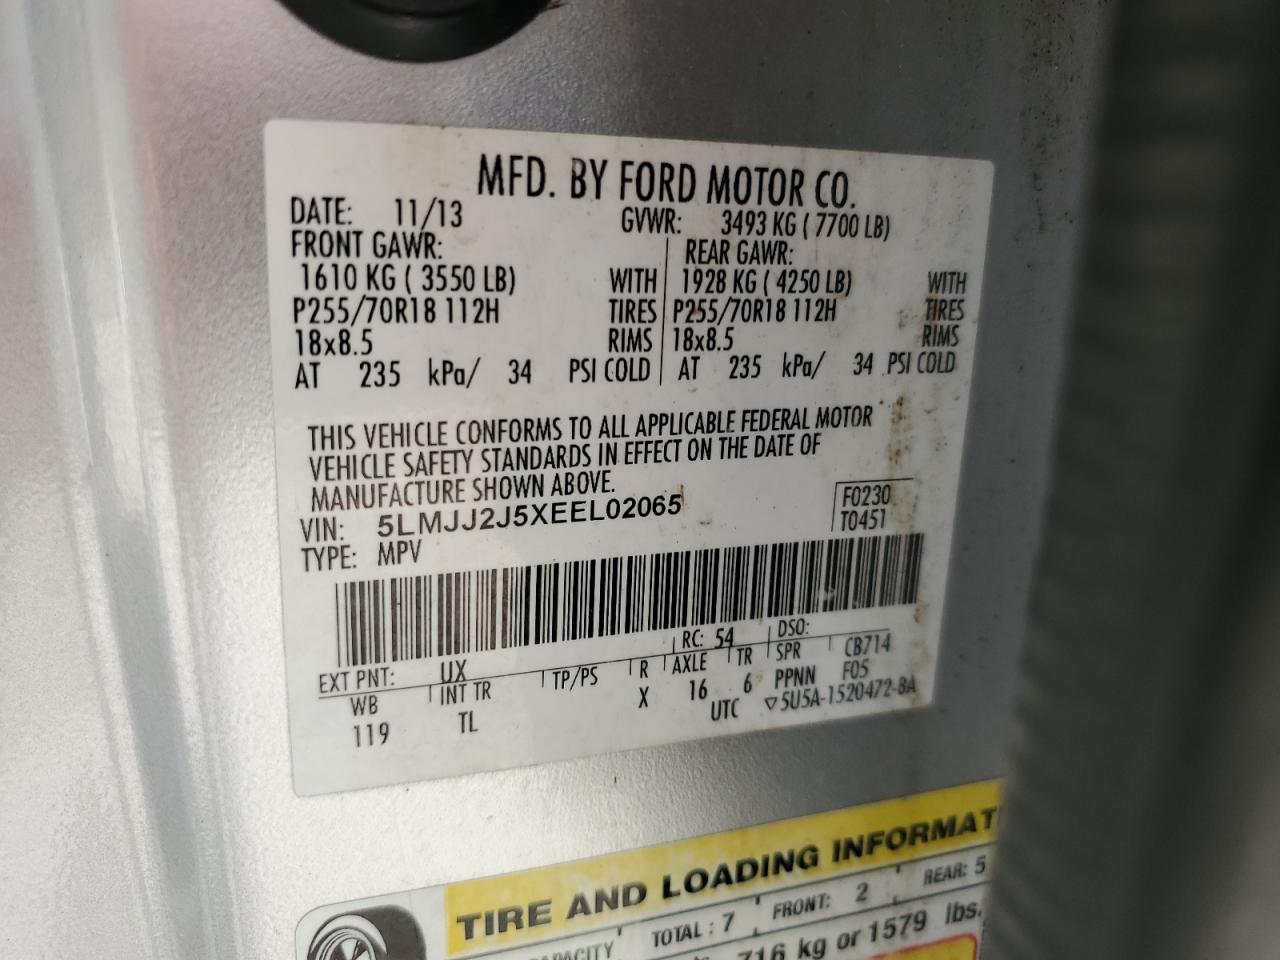 MFD. BY FORD MOTOR CO.
DATE: 11/13 GVWR: 3493 KG ( 7700 LB)
FRONT GAWR: REAR GAWR:
1610 KG ( 3550 LB) WITH 1928 KG ( 4250 LB) WITH
P255/70R18 112H TIRES P255/70R18 112H TIRES
18x8.5 RIMS 18x8.5 RIMS
AT 235 kPa/ 34 PSI COLD AT 235 kPa/ 34 PSI COLD
THIS VEHICLE CONFORMS TO ALL APPLICABLE FEDERAL MOTOR
VEHICLE SAFETY STANDARDS IN EFFECT ON THE DATE OF
MANUFACTURE SHOWN ABOVE.
VIN: 5LMJJ2J5XEEL02065 F0230
TYPE: MPV T0451
EXT PNT: UX RC: 54 DSO:
WB INT TR TP/PS R AXLE TR SPR CB714
119 TL X 16 6 PPNN F05
UTC ▽5U5A-1520472-BA
TIRE AND LOADING INFORMAT
TOTAL : 7 FRONT: 2 REAR: 5
716 kg or 1579 lbs.